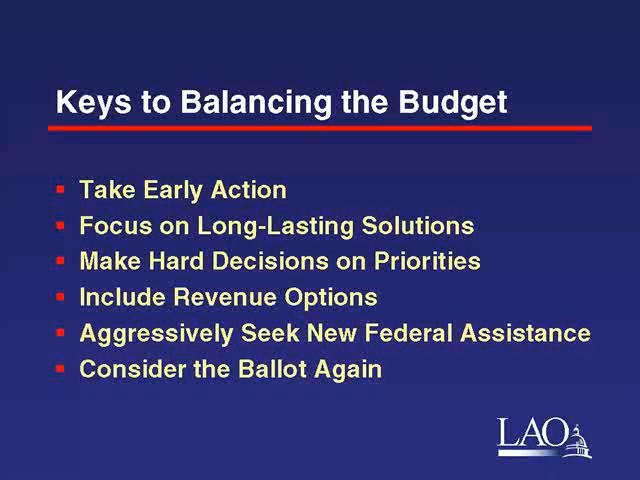 Keys to Balancing the Budget
Take Early Action
Focus on Long-Lasting Solutions
Make Hard Decisions on Priorities
Include Revenue Options
Aggressively Seek New Federal Assistance
Consider the Ballot Again
LAO